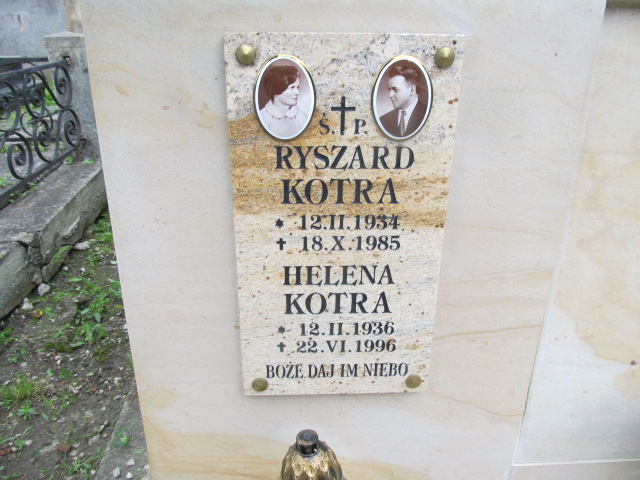 Ś. P.
RYSZARD
KOTRA
* 12.II.1934
✝ 18.X.1985
HELENA
KOTRA
* 12.II.1936
✝ 22.VI.1996
BOŻE DAJ IM NIEBO